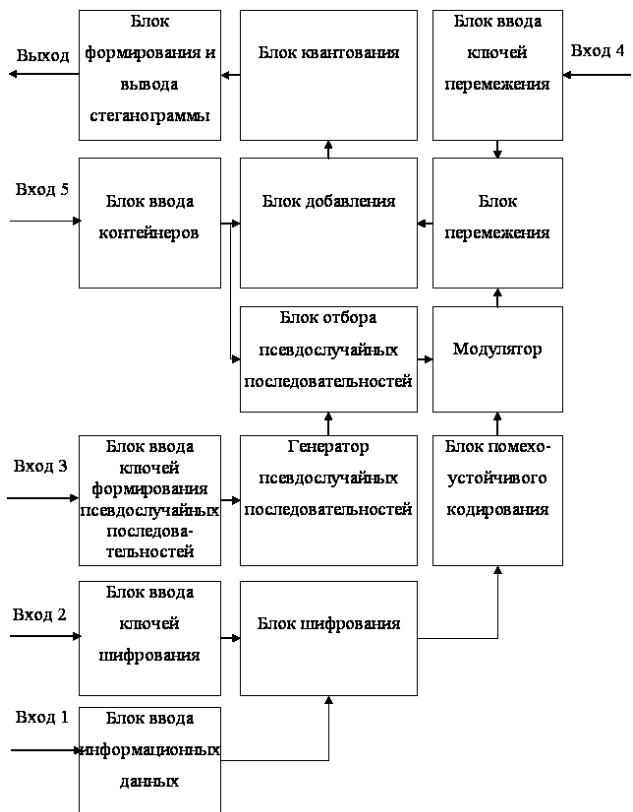 Выход
Блок
формирования и
вывода
стеганограммы
Блок квантования
Блок ввода
ключей
перемежения
Вход 4
Вход 5
Блок ввода
контейнеров
Блок добавления
Блок
перемежения
Блок отбора
псевдослучайных
последовательностей
Модулятор
Вход 3
Блок ввода
ключей
формирования
псевдослучайных
последова-
тельностей
Генератор
псевдослучайных
последовательностей
Блок помехо-
устойчивого
кодирования
Вход 2
Блок ввода
ключей
шифрования
Блок шифрования
Вход 1
Блок ввода
информационных
данных